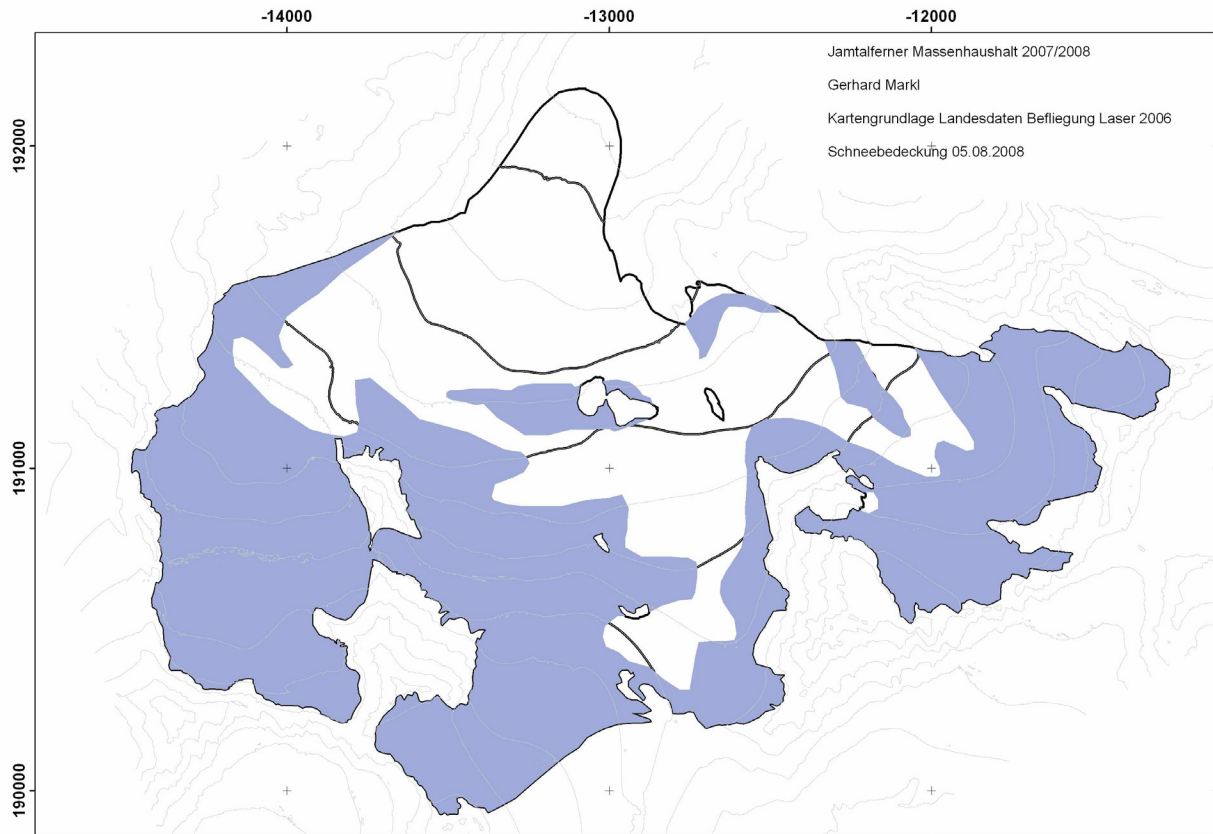 -14000 -13000 -12000
Jamtalferner Massenhaushalt 2007/2008
Gerhard Markl
Kartengrundlage Landesdaten Befliegung Laser 2006
Schneebedeckung 05.08.2008
192000
191000
190000